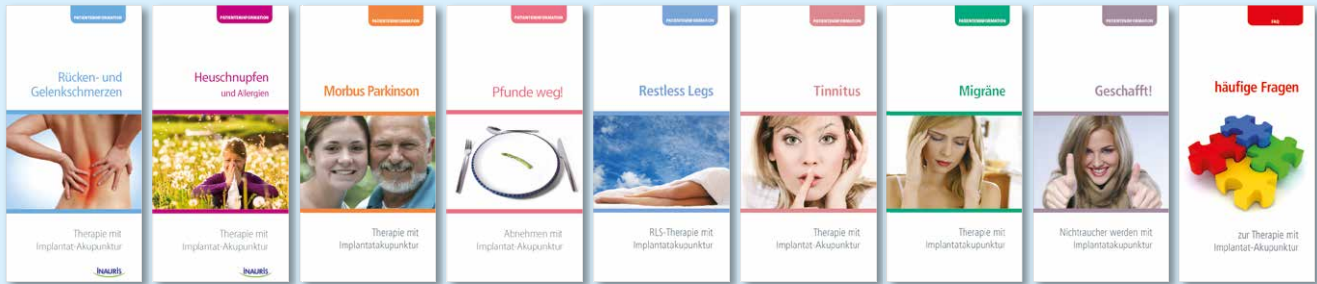 PATIENTENINFORMATION
Rücken- und
Gelenkschmerzen
Therapie mit
Implantat-Akupunktur
INAURIS
PATIENTENINFORMATION
Heuschnupfen
und Allergien
Therapie mit
Implantat-Akupunktur
INAURIS
PATIENTENINFORMATION
Morbus Parkinson
Therapie mit
Implantatakupunktur
PATIENTENINFORMATION
Pfunde weg!
Abnehmen mit
Implantat-Akupunktur
PATIENTENINFORMATION
Restless Legs
RLS-Therapie mit
Implantatakupunktur
PATIENTENINFORMATION
Tinnitus
Therapie mit
Implantat-Akupunktur
PATIENTENINFORMATION
Migräne
Therapie mit
Implantatakupunktur
PATIENTENINFORMATION
Geschafft!
Nichtraucher werden mit
Implantatakupunktur
FAQ
häufige Fragen
zur Therapie mit
Implantat-Akupunktur